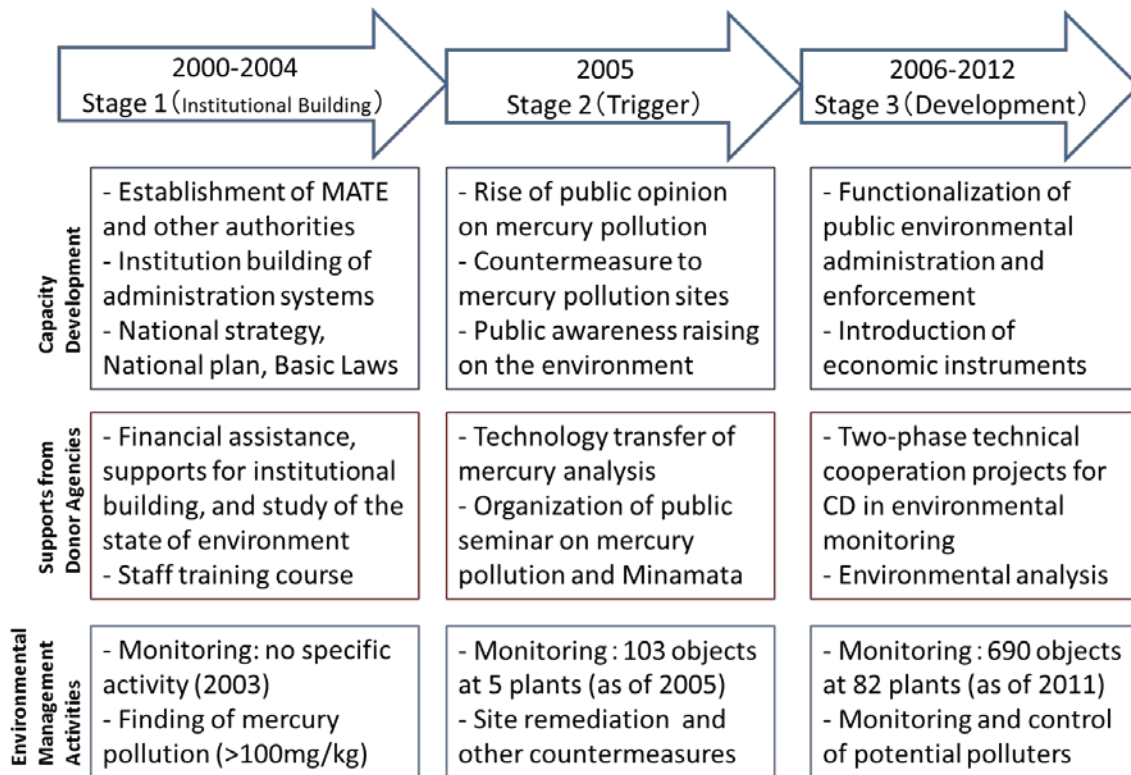 2000-2004
Stage 1（Institutional Building）
2005
Stage 2（Trigger）
2006-2012
Stage 3（Development）
Capacity
Development
- Establishment of MATE
and other authorities
- Institution building of
administration systems
- National strategy,
National plan, Basic Laws
- Rise of public opinion
on mercury pollution
- Countermeasure to
mercury pollution sites
- Public awareness raising
on the environment
- Functionalization of
public environmental
administration and
enforcement
- Introduction of
economic instruments
Supports from
Donor Agencies
- Financial assistance,
supports for institutional
building, and study of the
state of environment
- Staff training course
- Technology transfer of
mercury analysis
- Organization of public
seminar on mercury
pollution and Minamata
- Two-phase technical
cooperation projects for
CD in environmental
monitoring
- Environmental analysis
Environmental
Management
Activities
- Monitoring: no specific
activity (2003)
- Finding of mercury
pollution (>100mg/kg)
- Monitoring : 103 objects
at 5 plants (as of 2005)
- Site remediation and
other countermeasures
- Monitoring : 690 objects
at 82 plants (as of 2011)
- Monitoring and control
of potential polluters